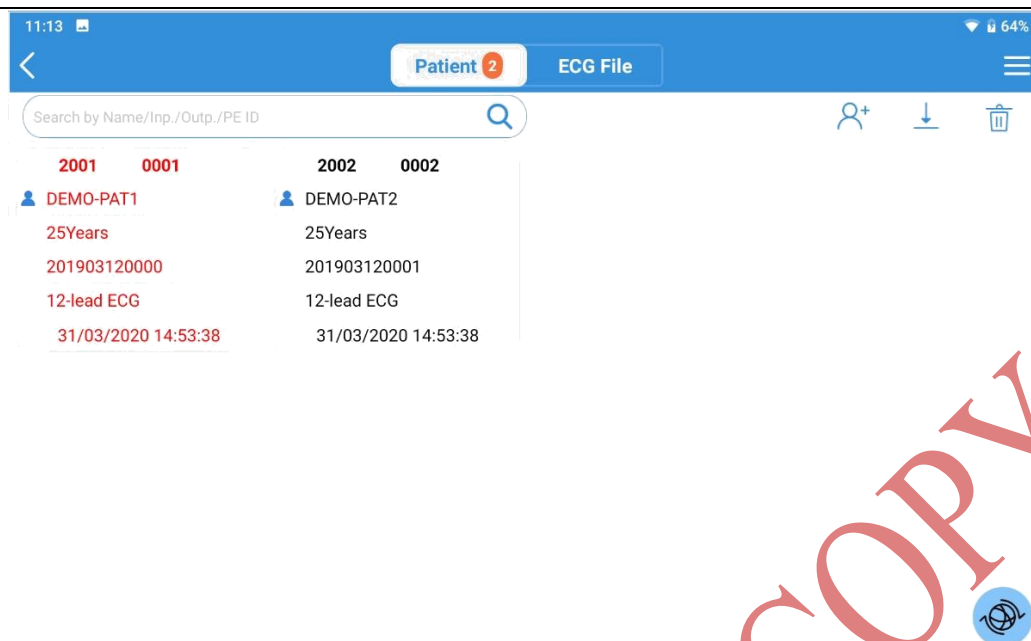 11:13 64%
Patient 2 ECG File
Search by Name/Inp./Outp./PE ID
2001 0001
DEMO-PAT1
25Years
201903120000
12-lead ECG
31/03/2020 14:53:38
2002 0002
DEMO-PAT2
25Years
201903120001
12-lead ECG
31/03/2020 14:53:38
COPY